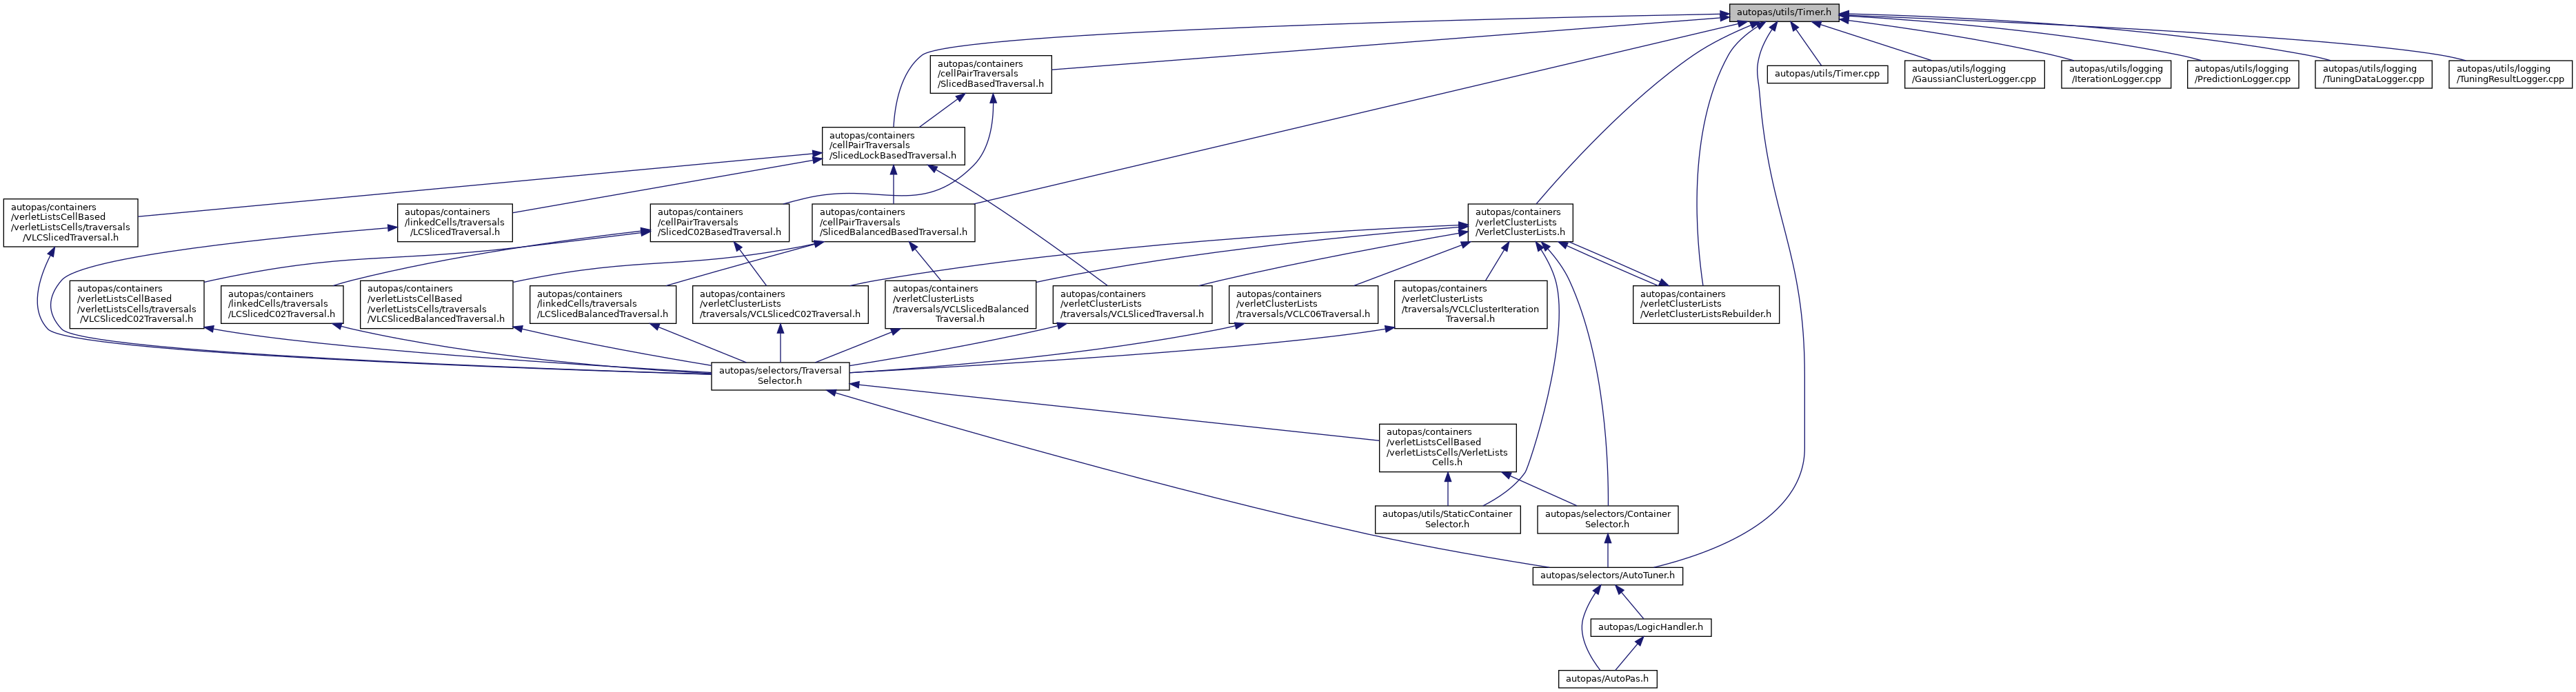 autopas/utils/Timer.h
autopas/containers
/cellPairTraversals
/SlicedBasedTraversal.h
autopas/utils/Timer.cpp
autopas/utils/logging
/GaussianClusterLogger.cpp
autopas/utils/logging
/IterationLogger.cpp
autopas/utils/logging
/PredictionLogger.cpp
autopas/utils/logging
/TuningDataLogger.cpp
autopas/utils/logging
/TuningResultLogger.cpp
autopas/containers
/cellPairTraversals
/SlicedLockBasedTraversal.h
autopas/containers
/verletListsCellBased
/verletListsCells/traversals
/VLCSlicedTraversal.h
autopas/containers
/linkedCells/traversals
/LCSlicedTraversal.h
autopas/containers
/cellPairTraversals
/SlicedC02BasedTraversal.h
autopas/containers
/cellPairTraversals
/SlicedBalancedBasedTraversal.h
autopas/containers
/verletClusterLists
/VerletClusterLists.h
autopas/containers
/verletListsCellBased
/verletListsCells/traversals
/VLCSlicedC02Traversal.h
autopas/containers
/linkedCells/traversals
/LCSlicedC02Traversal.h
autopas/containers
/verletListsCellBased
/verletListsCells/traversals
/VLCSlicedBalancedTraversal.h
autopas/containers
/linkedCells/traversals
/LCSlicedBalancedTraversal.h
autopas/containers
/verletClusterLists
/traversals/VCLSlicedC02Traversal.h
autopas/containers
/verletClusterLists
/traversals/VCLSlicedBalanced
Traversal.h
autopas/containers
/verletClusterLists
/traversals/VCLSlicedTraversal.h
autopas/containers
/verletClusterLists
/traversals/VCLC06Traversal.h
autopas/containers
/verletClusterLists
/traversals/VCLClusterIteration
Traversal.h
autopas/containers
/verletClusterLists
/VerletClusterListsRebuilder.h
autopas/selectors/Traversal
Selector.h
autopas/containers
/verletListsCellBased
/verletListsCells/VerletLists
Cells.h
autopas/utils/StaticContainer
Selector.h
autopas/selectors/Container
Selector.h
autopas/selectors/AutoTuner.h
autopas/LogicHandler.h
autopas/AutoPas.h